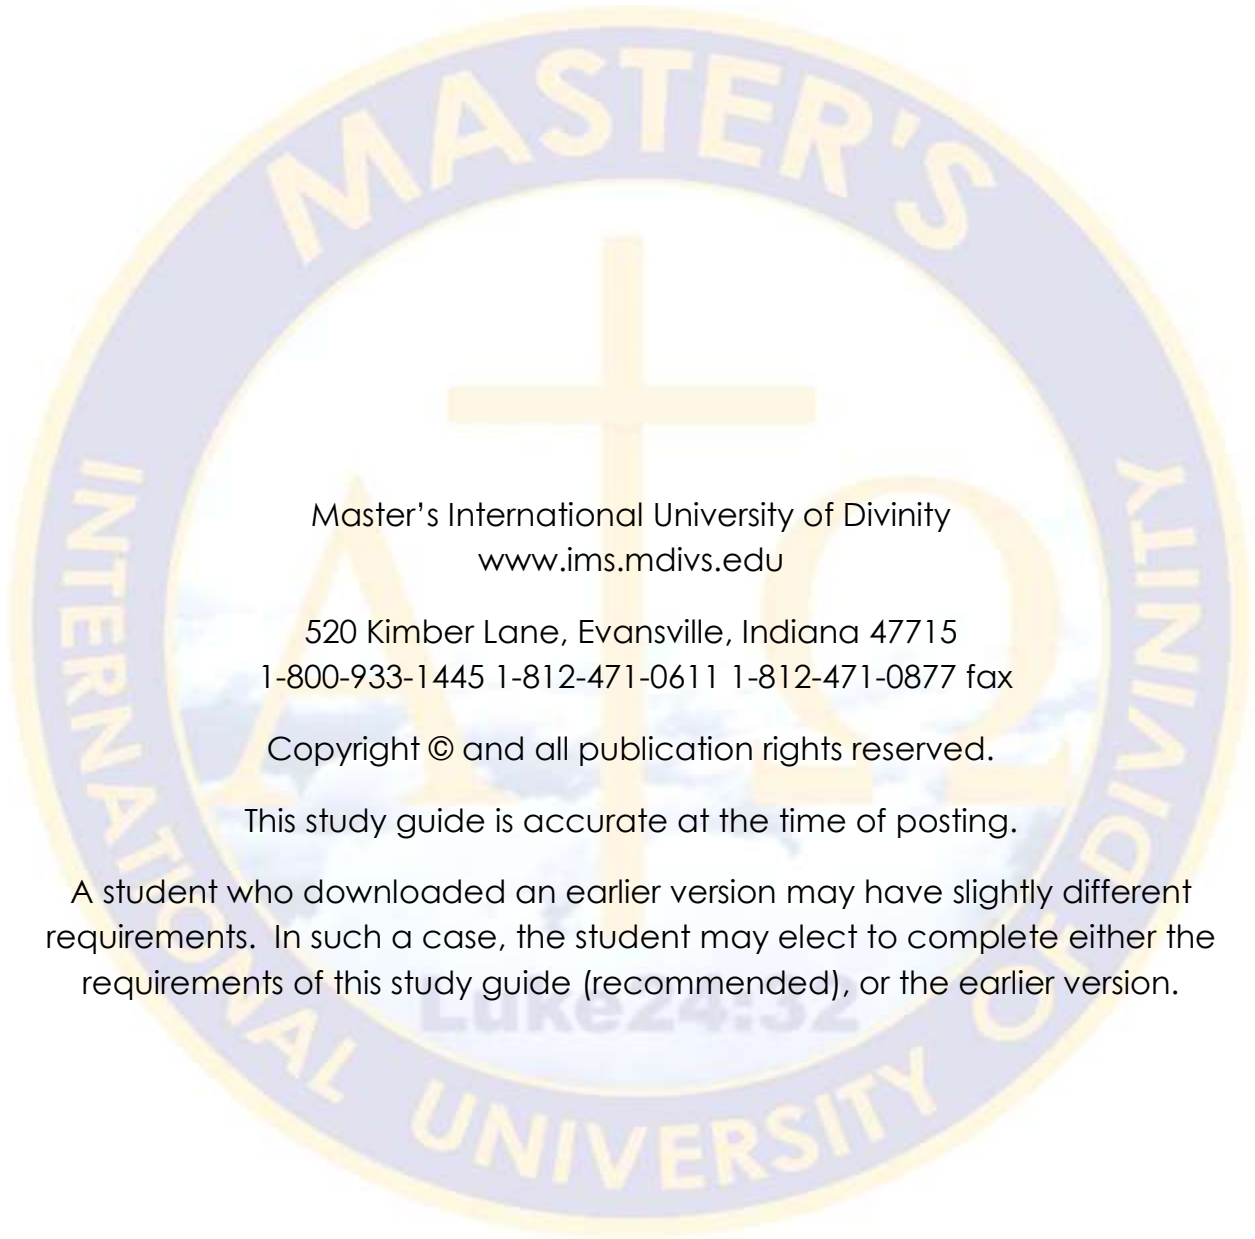 MASTER'S
INTERNATIONAL UNIVERSITY OF DIVINITY
Α Ω
Master's International University of Divinity
www.ims.mdivs.edu
520 Kimber Lane, Evansville, Indiana 47715
1-800-933-1445 1-812-471-0611 1-812-471-0877 fax
Copyright © and all publication rights reserved.
This study guide is accurate at the time of posting.
A student who downloaded an earlier version may have slightly different
requirements.  In such a case, the student may elect to complete either the
requirements of this study guide (recommended), or the earlier version.
Luke24:32